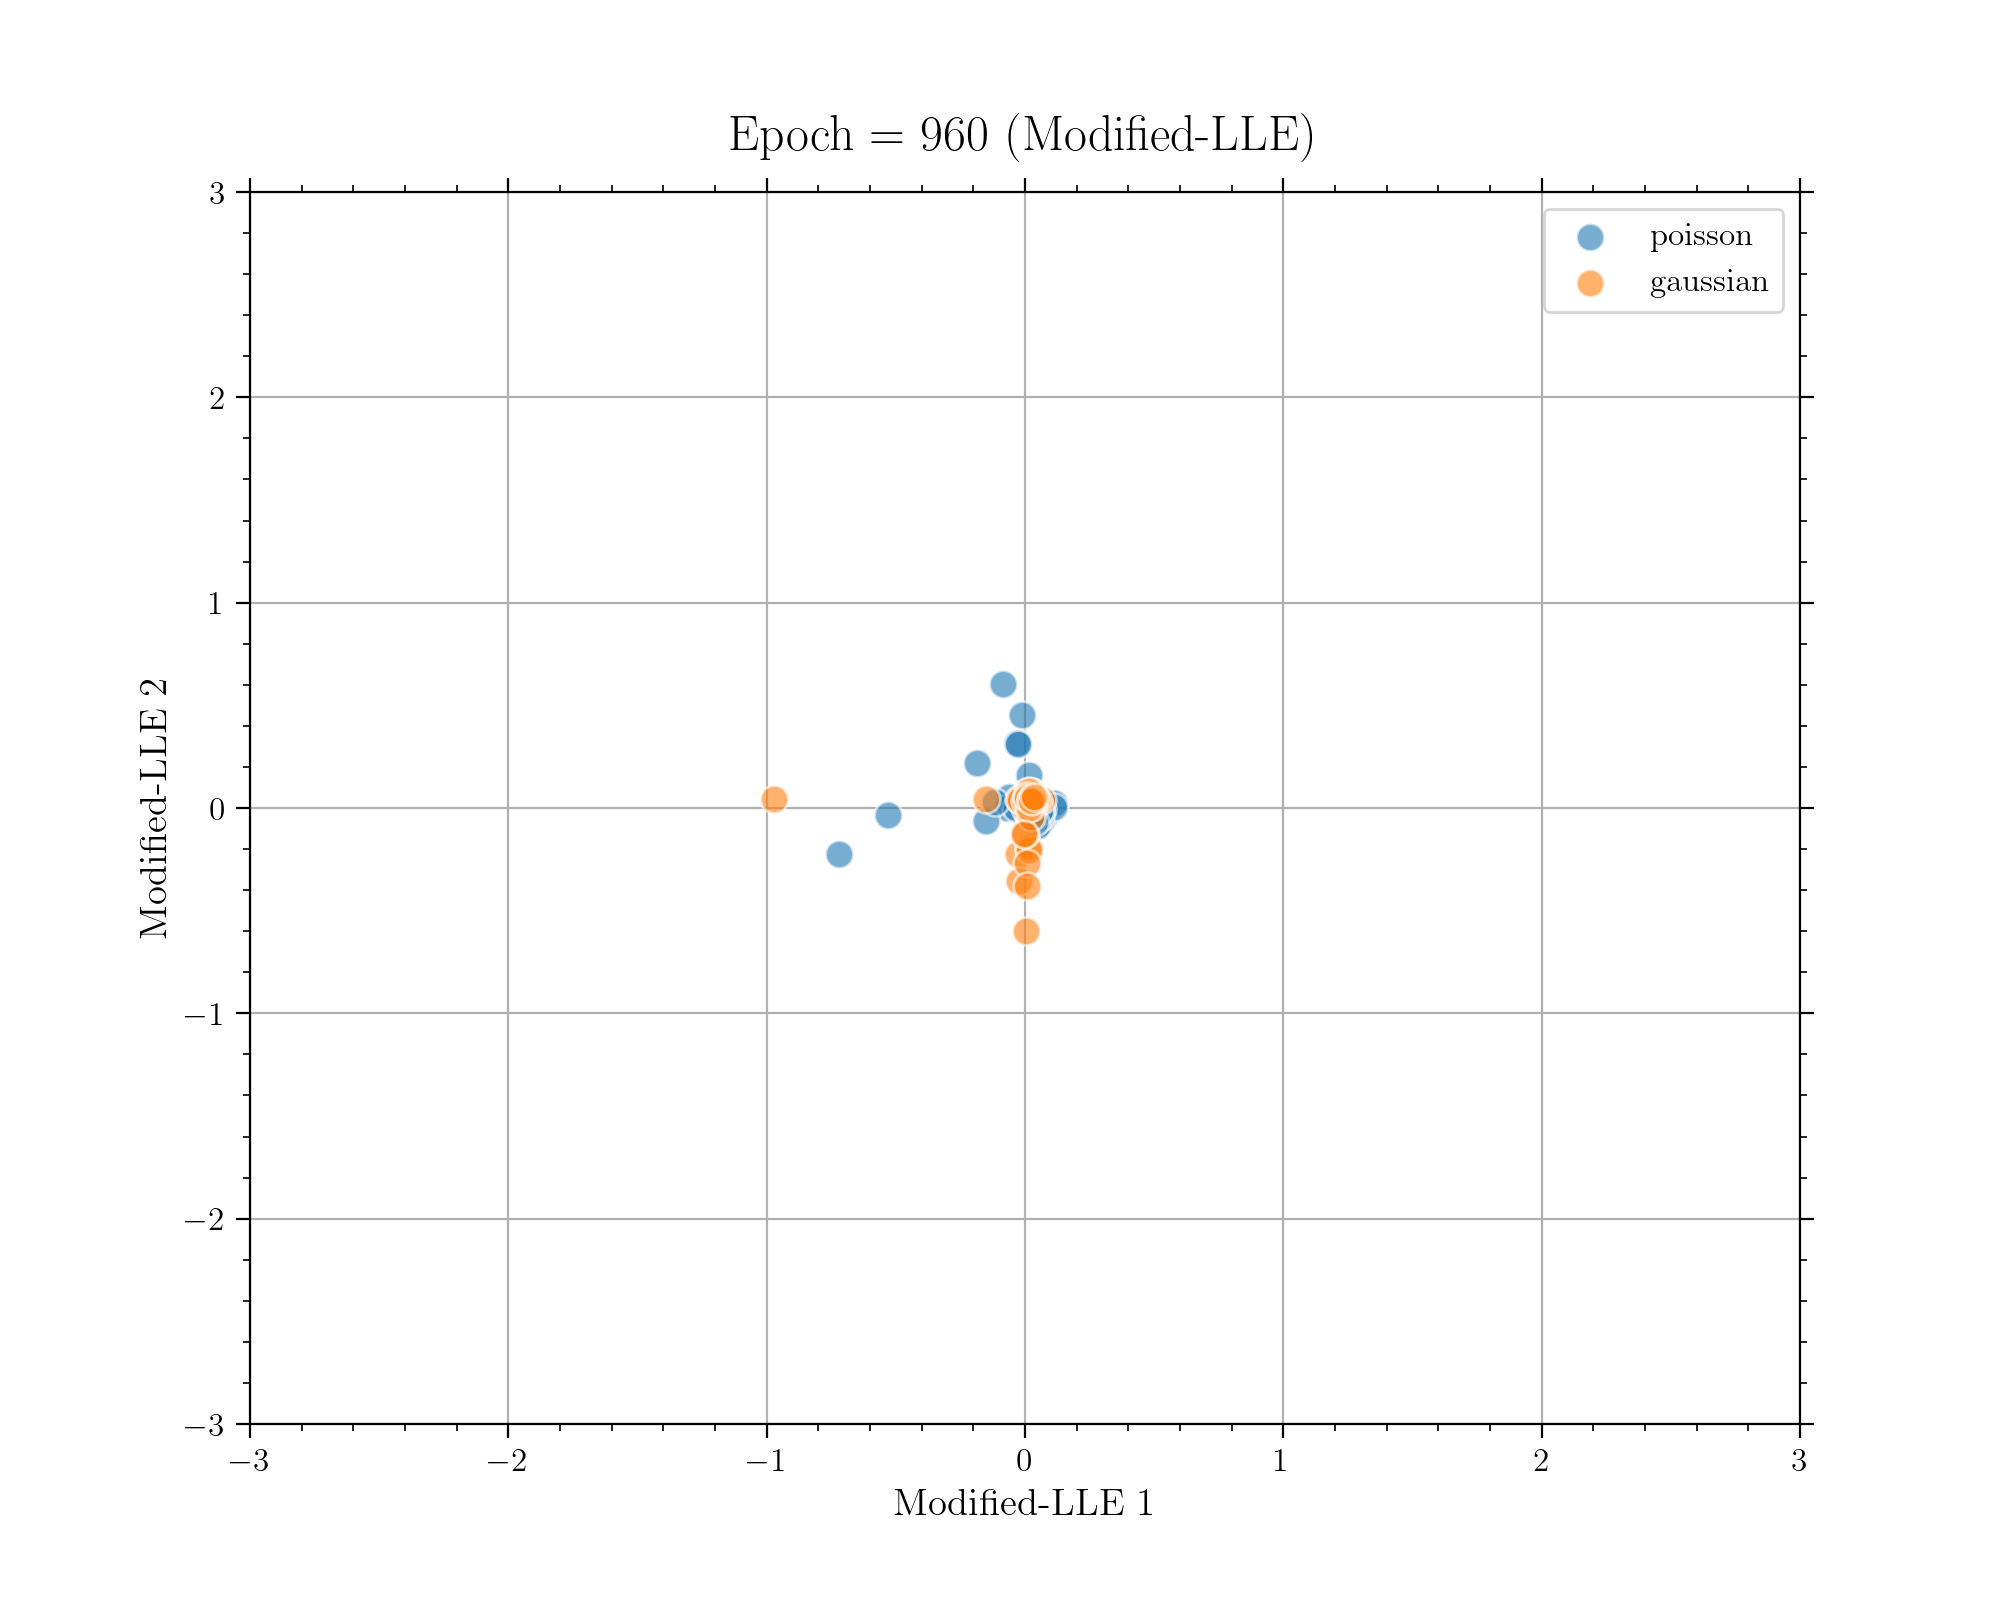 Epoch = 960 (Modified-LLE)
poisson
gaussian
3
2
1
0
−1
−2
−3
Modified-LLE 2
−3
−2
−1
0
1
2
3
Modified-LLE 1